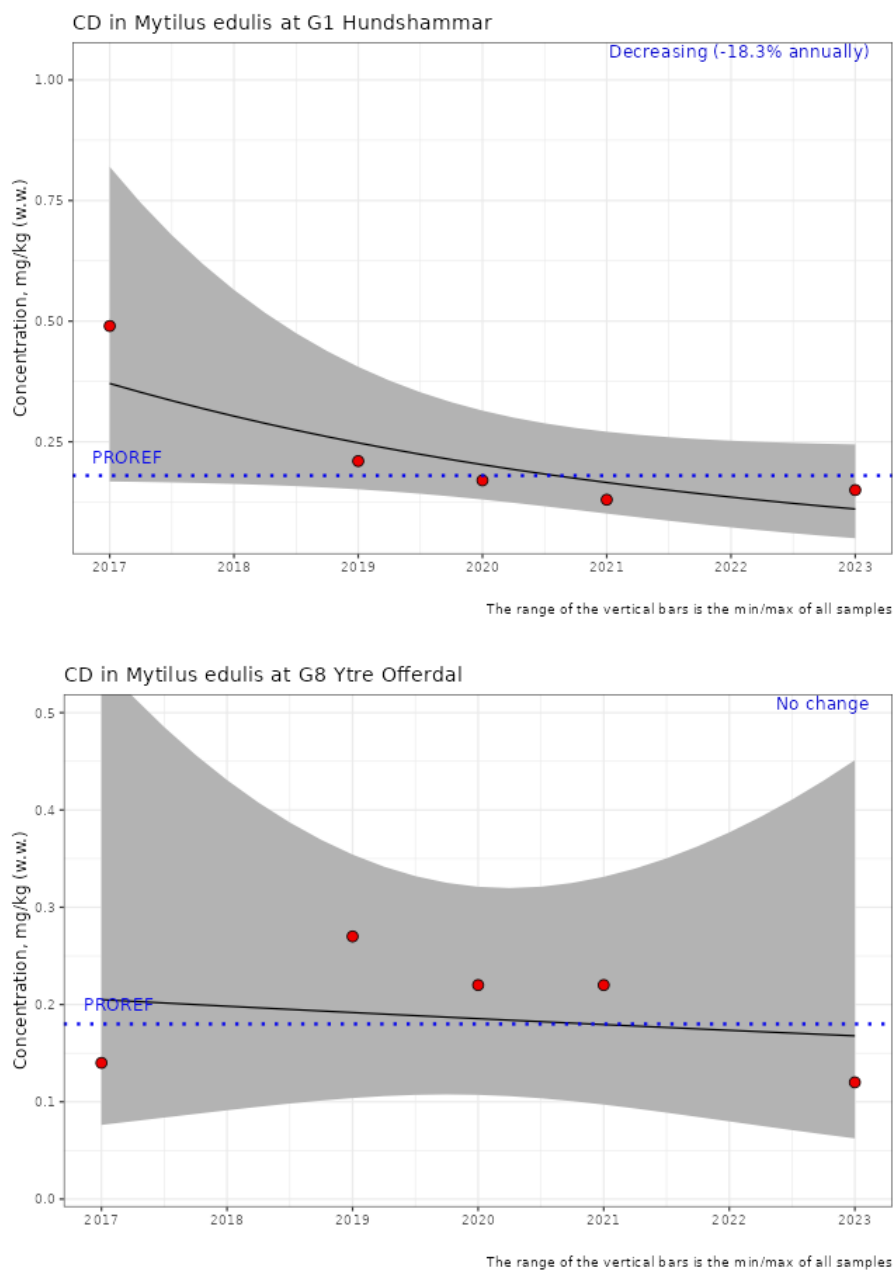 CD in Mytilus edulis at G1 Hundshammar
Decreasing (-18.3% annually)
1.00
0.75
0.50
0.25
Concentration, mg/kg (w.w.)
PROREF
2017 2018 2019 2020 2021 2022 2023
The range of the vertical bars is the min/max of all samples
CD in Mytilus edulis at G8 Ytre Offerdal
No change
0.5
0.4
0.3
0.2
0.1
0.0
Concentration, mg/kg (w.w.)
PROREF
2017 2018 2019 2020 2021 2022 2023
The range of the vertical bars is the min/max of all samples